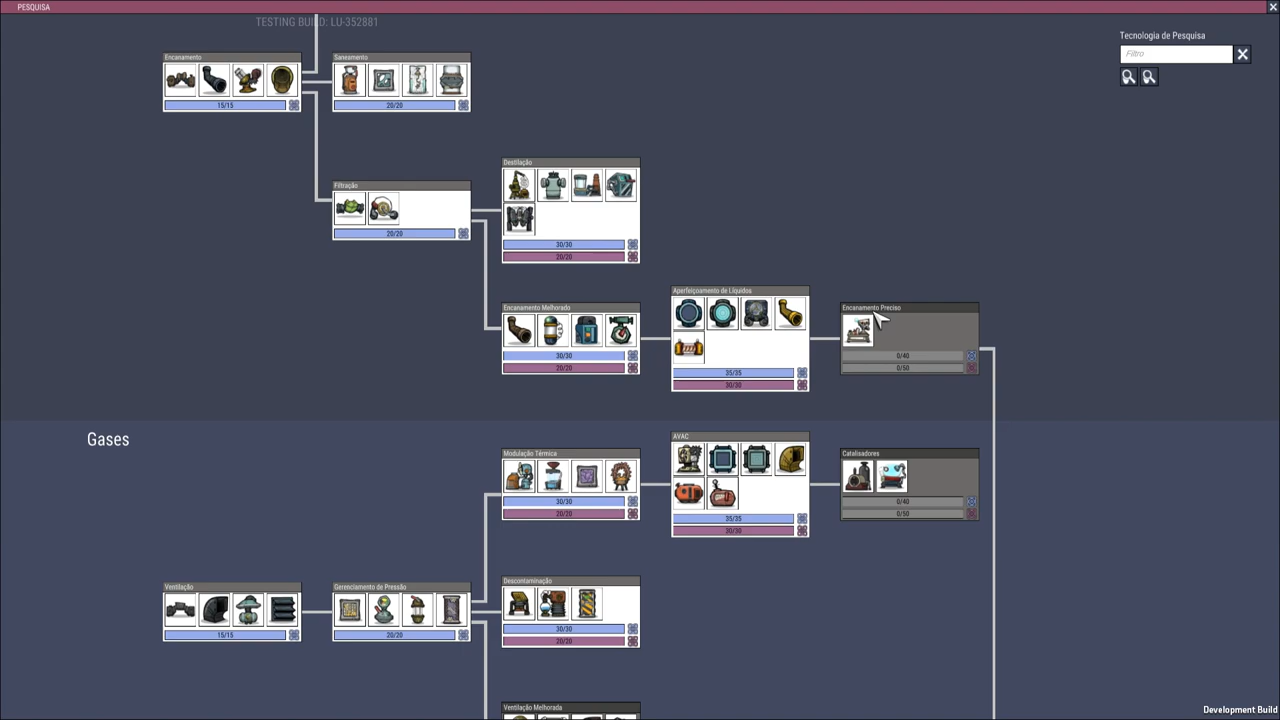 PESQUISA
TESTING BUILD: LU-352881
Tecnologia de Pesquisa
Filtro
Encanamento
15/15
Saneamento
20/20
Filtração
20/20
Destilação
30/30
20/20
Encanamento Melhorado
30/30
20/20
Aperfeiçoamento de Líquidos
35/35
30/30
Encanamento Preciso
0/40
0/50
Gases
Modulação Térmica
30/30
20/20
AVAC
35/35
30/30
Catalisadores
0/40
0/50
Ventilação
15/15
Gerenciamento de Pressão
20/20
Descontaminação
30/30
20/20
Ventilação Melhorada
Development Build